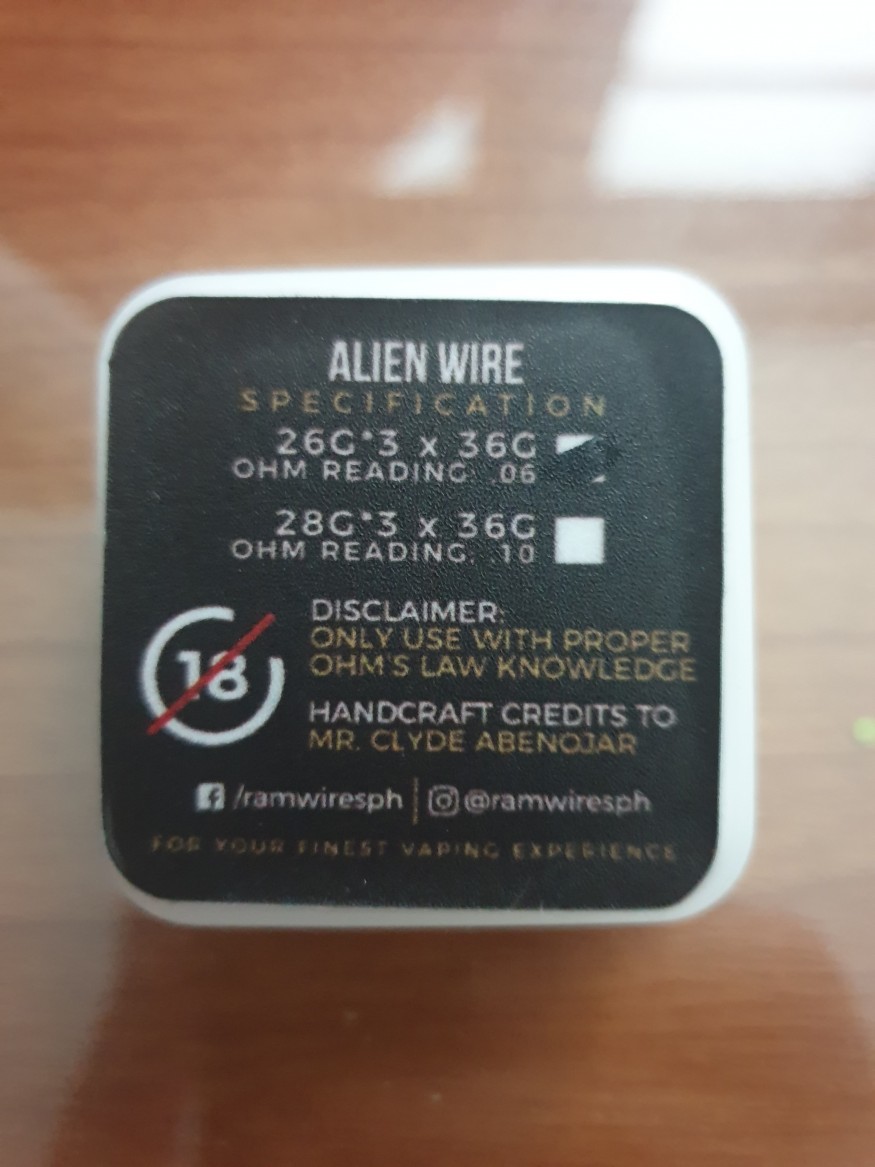 ALIEN WIRE
SPECIFICATION
26G*3 x 36G
OHM READING .06
28G*3 x 36G
OHM READING. .10
18
DISCLAIMER:
ONLY USE WITH PROPER
OHM'S LAW KNOWLEDGE
HANDCRAFT CREDITS TO
MR. CLYDE ABENOJAR
/ramwiresph | @ramwiresph
FOR YOUR FINEST VAPING EXPERIENCE